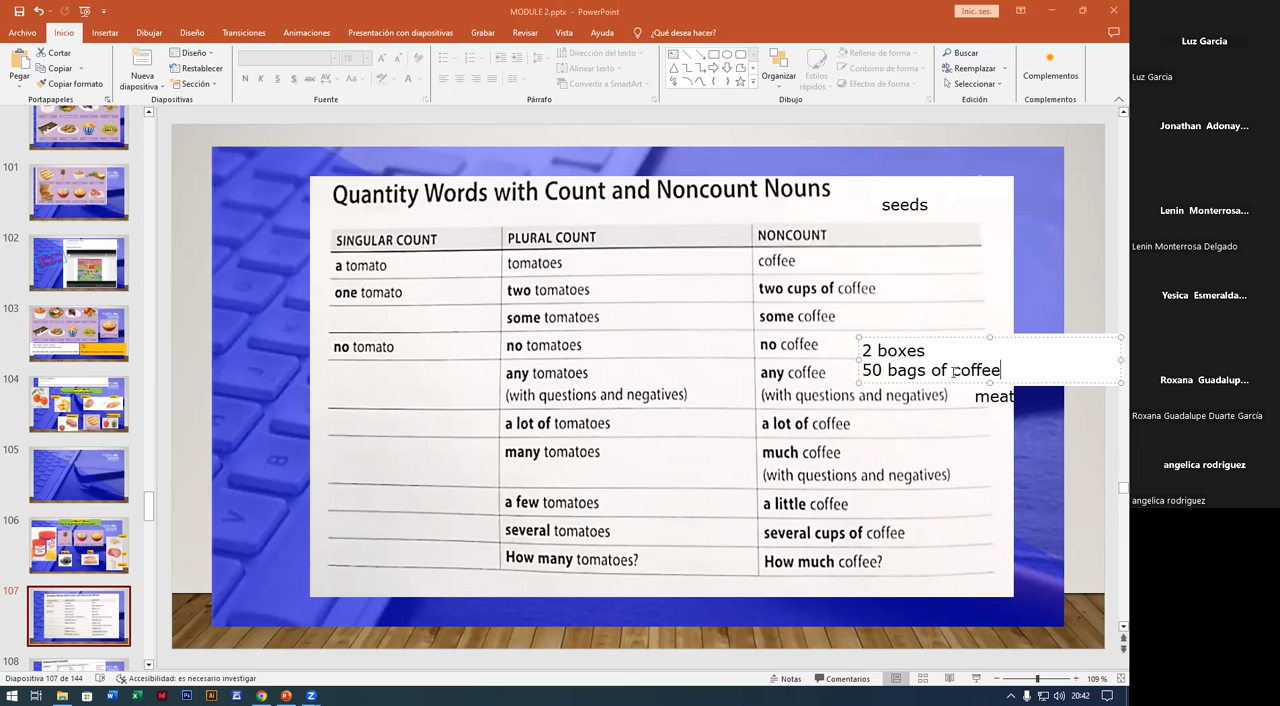 MODULE 2.pptx - PowerPoint
Inic. ses.
Archivo Inicio Insertar Dibujar Diseño Transiciones Animaciones Presentación con diapositivas Grabar Revisar Vista Ayuda ¿Qué desea hacer?
Pegar
Cortar
Copiar
Copiar formato
Portapapeles
Nueva diapositiva
Diseño
Restablecer
Sección
Diapositivas
18
N K S S abc AV Aa A
Fuente
Dirección del texto
Alinear texto
Convertir a SmartArt
Párrafo
Organizar
Estilos rápidos
Relleno de forma
Contorno de forma
Efectos de forma
Dibujo
Buscar
Reemplazar
Seleccionar
Edición
Complementos
Complementos
101
102
103
104
105
106
107
108
Quantity Words with Count and Noncount Nouns
seeds
SINGULAR COUNT PLURAL COUNT NONCOUNT
a tomato tomatoes coffee
one tomato two tomatoes two cups of coffee
some tomatoes some coffee
no tomato no tomatoes no coffee
2 boxes
50 bags of coffee
any tomatoes any coffee
(with questions and negatives) (with questions and negatives)
meat
a lot of tomatoes a lot of coffee
many tomatoes much coffee
(with questions and negatives)
a few tomatoes a little coffee
several tomatoes several cups of coffee
How many tomatoes? How much coffee?
Luz Garcia
Luz Garcia
Jonathan Adonay...
Lenin Monterrosa...
Lenin Monterrosa Delgado
Yesica Esmeralda...
Roxana Guadalup...
Roxana Guadalupe Duarte García
angelica rodriguez
angelica rodriguez
Diapositiva 107 de 144 Accesibilidad: es necesario investigar Notas Comentarios 109 %
20:42